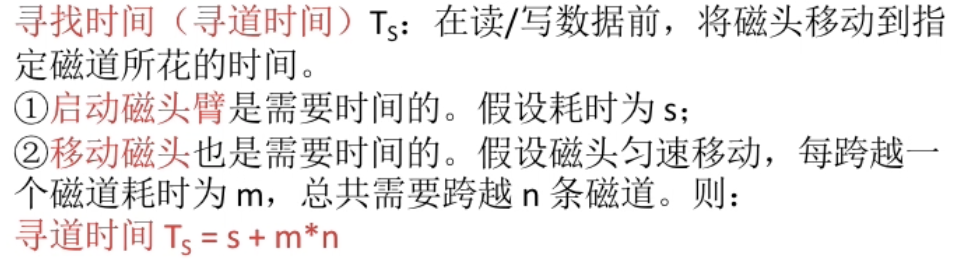 寻找时间（寻道时间）TS：在读/写数据前，将磁头移动到指
定磁道所花的时间。
①启动磁头臂是需要时间的。假设耗时为 s；
②移动磁头也是需要时间的。假设磁头匀速移动，每跨越一
个磁道耗时为 m，总共需要跨越 n 条磁道。则：
寻道时间 TS = s + m*n